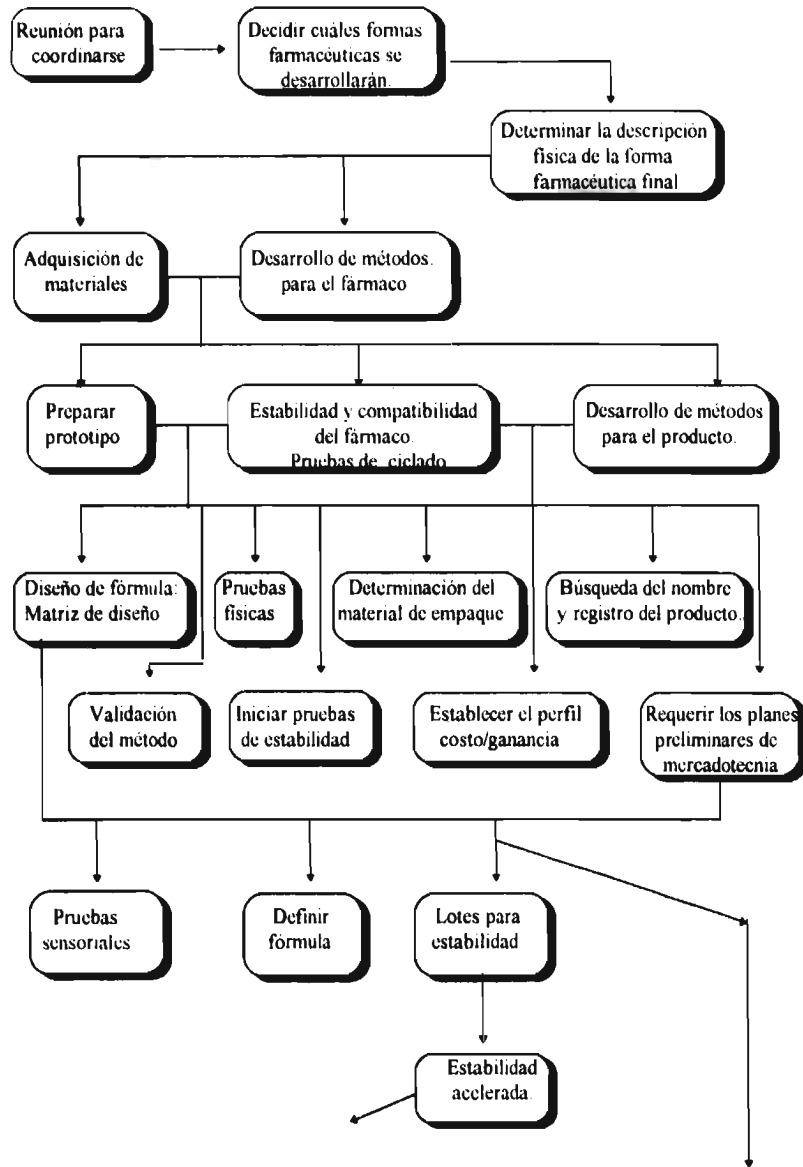 Reunión para
coordinarse
Decidir cuáles formas
farmacéuticas se
desarrollarán.
Determinar la descripción
física de la forma
farmacéutica final
Adquisición de
materiales
Desarrollo de métodos.
para el fármaco
Preparar
prototipo
Estabilidad y compatibilidad
del fármaco.
Pruebas de ciclado
Desarrollo de métodos
para el producto.
Diseño de fórmula:
Matriz de diseño
Pruebas
físicas
Determinación del
material de empaque
Búsqueda del nombre
y registro del producto.
Validación
del método
Iniciar pruebas
de estabilidad
Establecer el perfil
costo/ganancia
Requerir los planes
preliminares de
mercadotecnia
Pruebas
sensoriales
Definir
fórmula
Lotes para
estabilidad
Estabilidad
acelerada.